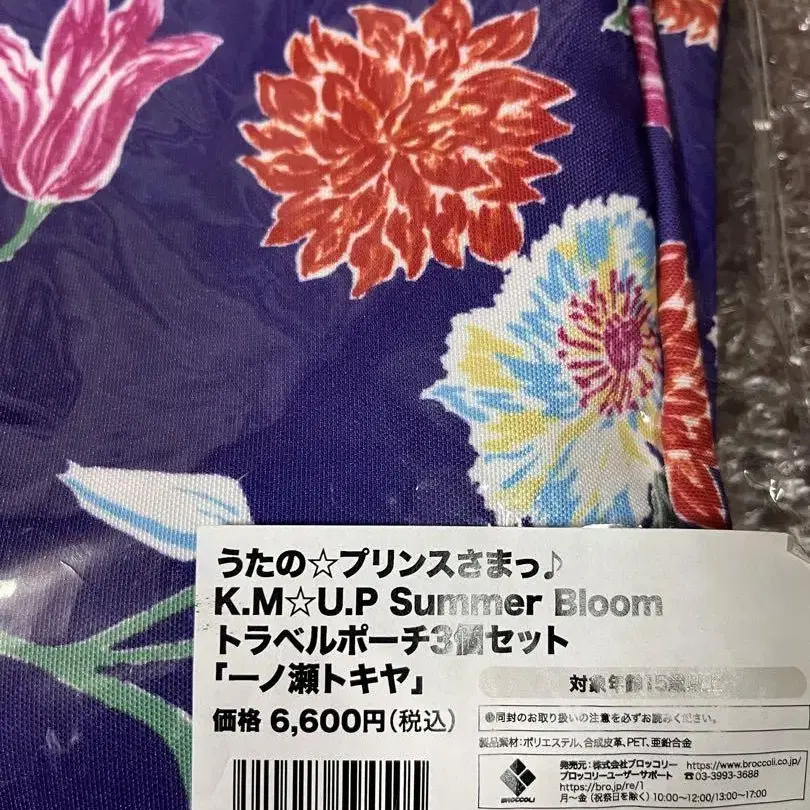 うたの☆プリンスさまっ♪
K.M☆U.P Summer Bloom
トラベルポーチ3個セット
「一ノ瀬トキヤ」
価格 6,600円(税込)
対象年齢15歳以上
同封のお取り扱いの注意を必ずお読みください。
製品素材:ポリエステル、合成皮革、PET、亜鉛合金
BROCCOLI
発売元:株式会社ブロッコリー https://www.broccoli.co.jp/
ブロッコリーユーザーサポート ☎03-3993-3688
https://bro.jp/re/1
月～金(祝祭日を除く)10:00～12:00/13:00～17:00